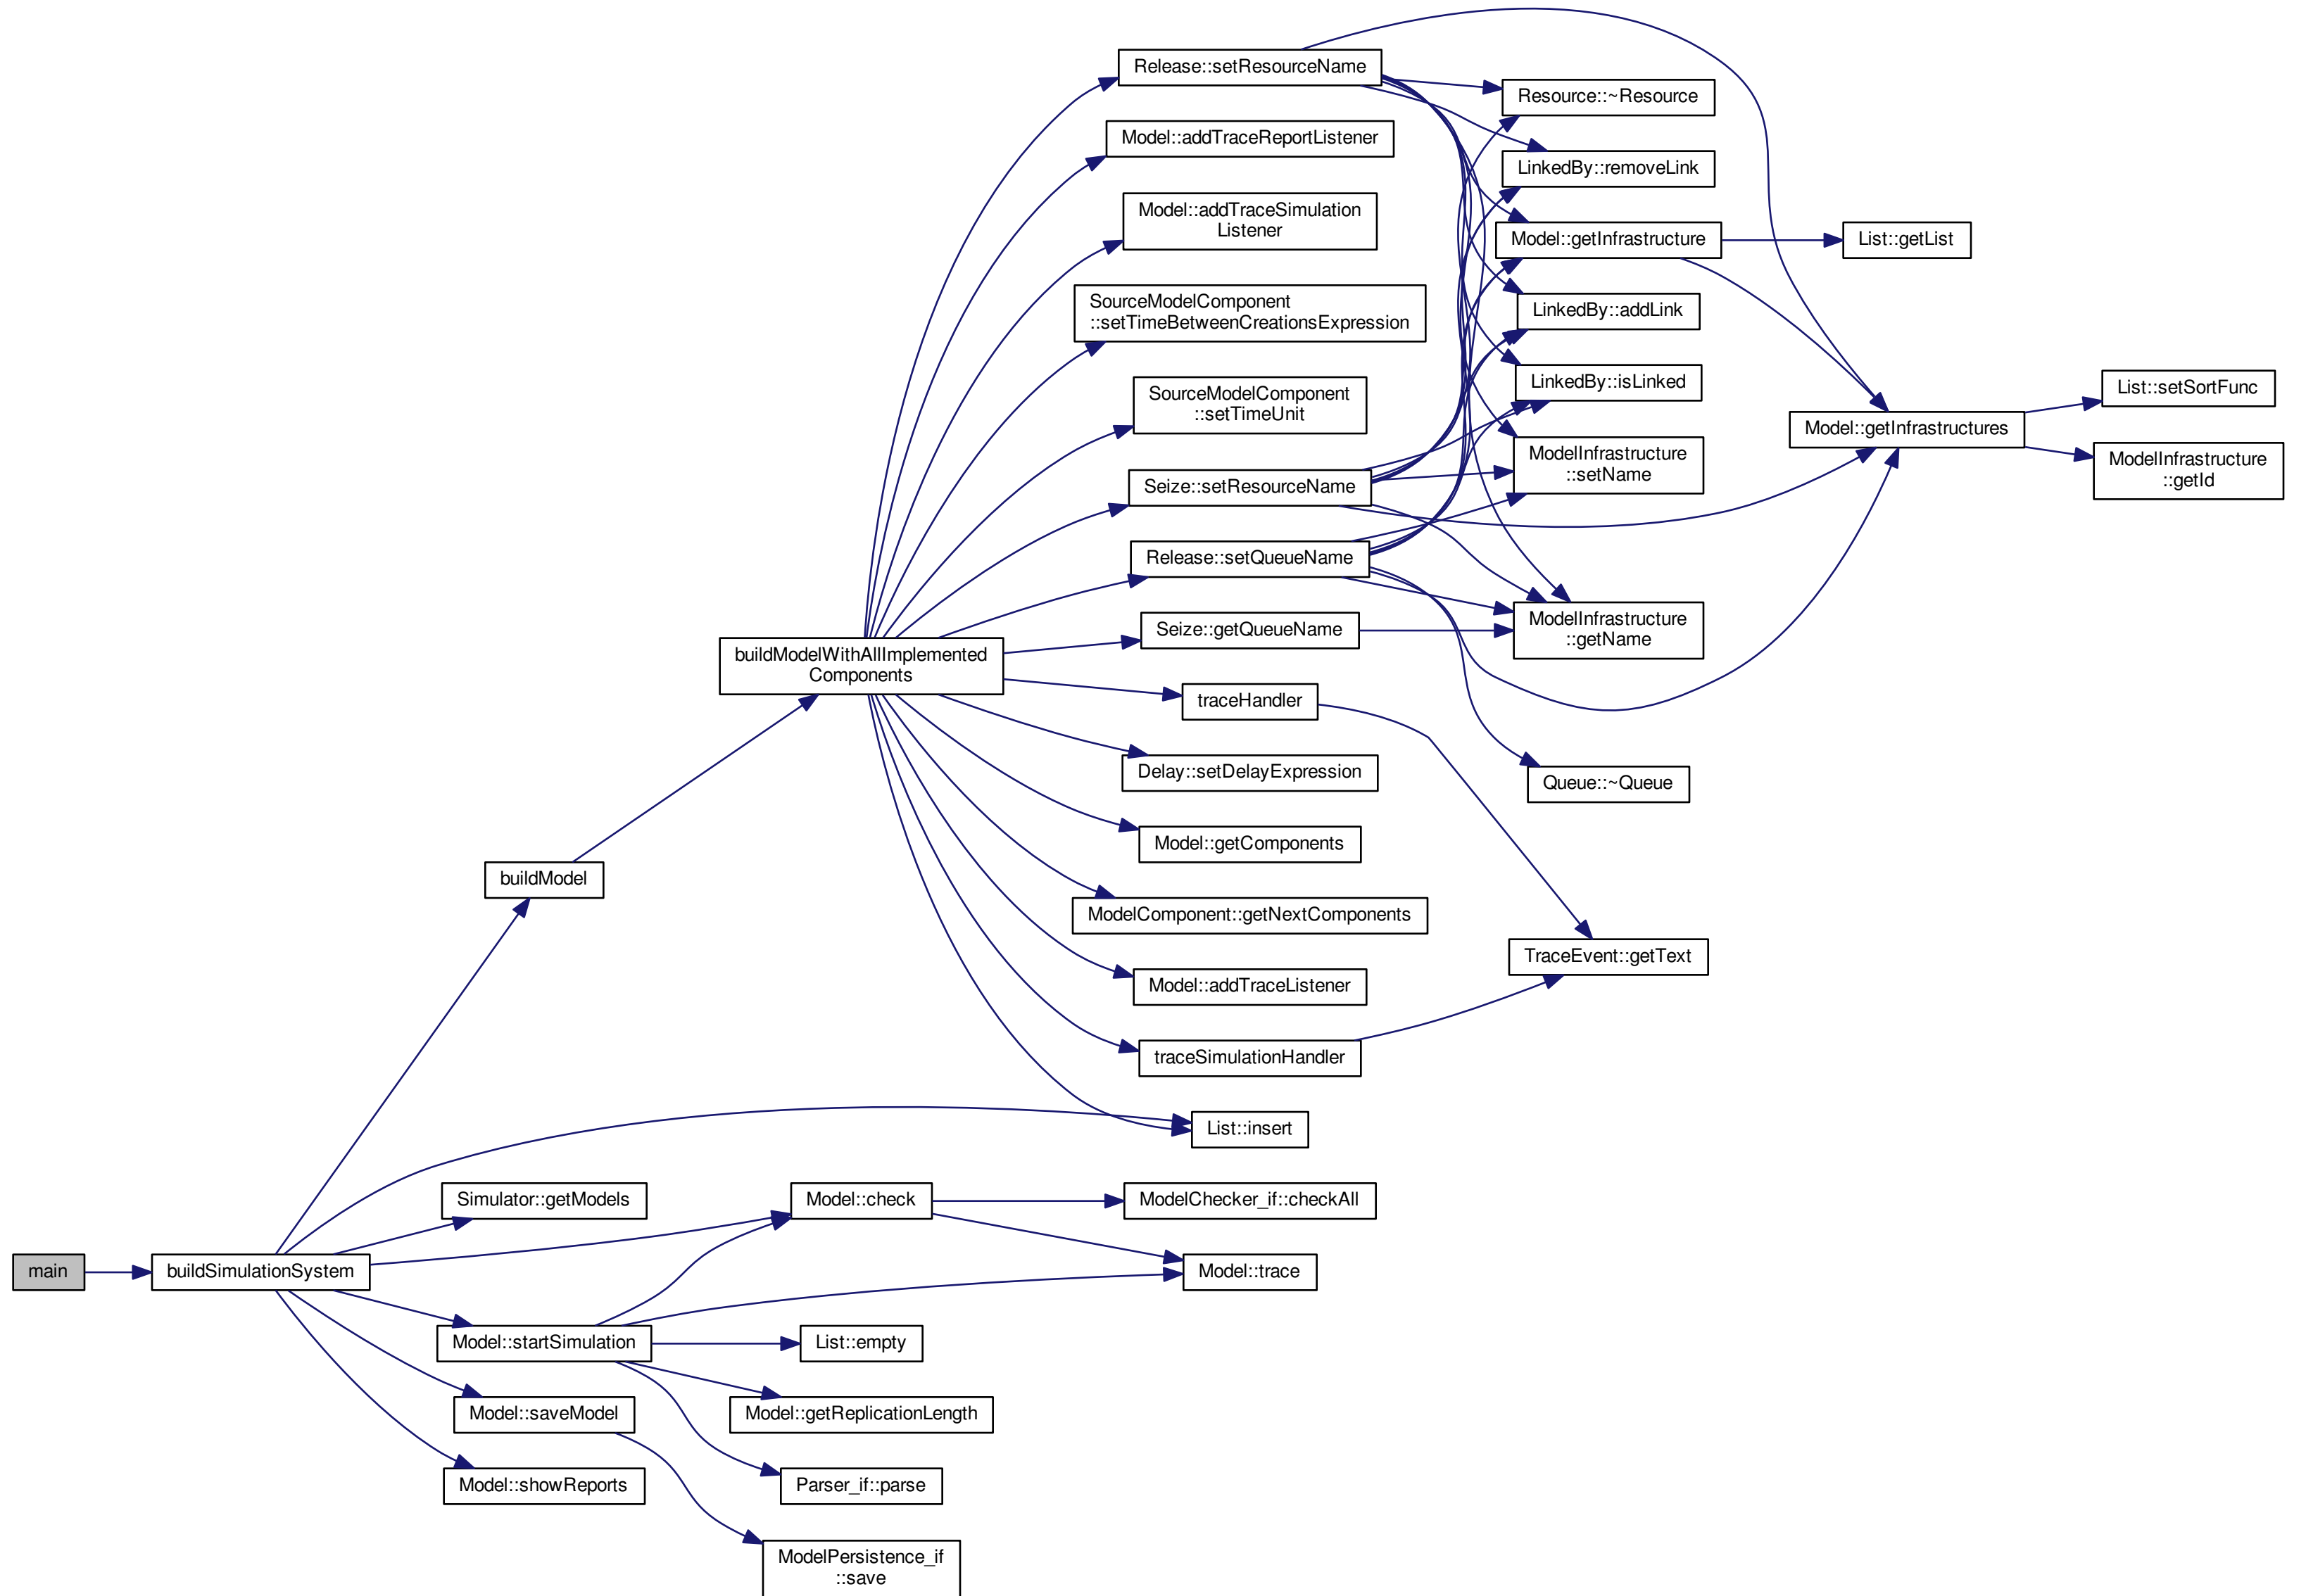 main
buildSimulationSystem
buildModel
Simulator::getModels
Model::startSimulation
Model::saveModel
Model::showReports
buildModelWithAllImplemented
Components
Model::check
List::empty
Model::getReplicationLength
Parser_if::parse
ModelPersistence_if
::save
Release::setResourceName
Model::addTraceReportListener
Model::addTraceSimulation
Listener
SourceModelComponent
::setTimeBetweenCreationsExpression
SourceModelComponent
::setTimeUnit
Seize::setResourceName
Release::setQueueName
Seize::getQueueName
traceHandler
Delay::setDelayExpression
Model::getComponents
ModelComponent::getNextComponents
Model::addTraceListener
traceSimulationHandler
List::insert
ModelChecker_if::checkAll
Model::trace
Resource::~Resource
LinkedBy::removeLink
Model::getInfrastructure
LinkedBy::addLink
LinkedBy::isLinked
ModelInfrastructure
::setName
ModelInfrastructure
::getName
Queue::~Queue
TraceEvent::getText
List::getList
Model::getInfrastructures
List::setSortFunc
ModelInfrastructure
::getId